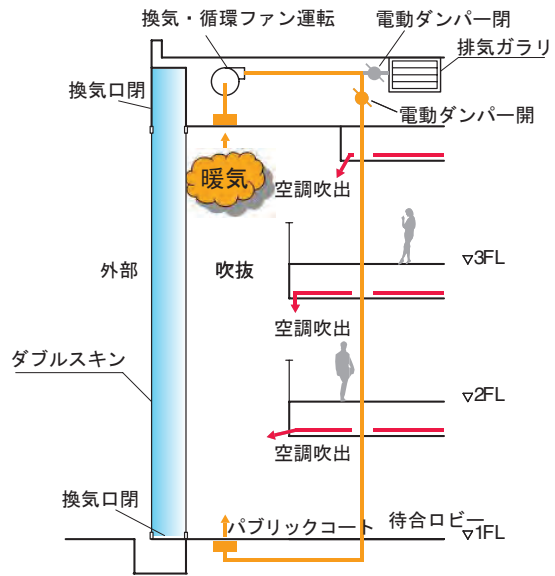 換気・循環ファン運転
電動ダンパー閉
排気ガラリ
換気口閉
電動ダンパー開
暖気
空調吹出
外部
吹抜
▽3FL
空調吹出
ダブルスキン
▽2FL
空調吹出
換気口閉
パブリックコート
待合ロビー
▽1FL